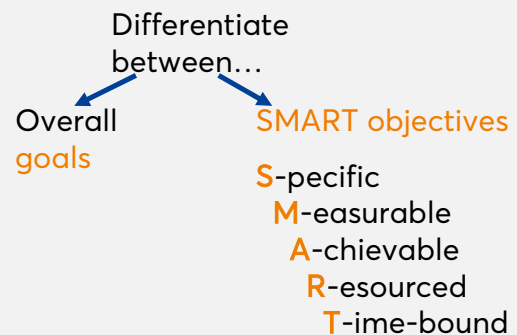 Differentiate
between…
Overall
goals
SMART objectives
S-pecific
M-easurable
A-chievable
R-esourced
T-ime-bound